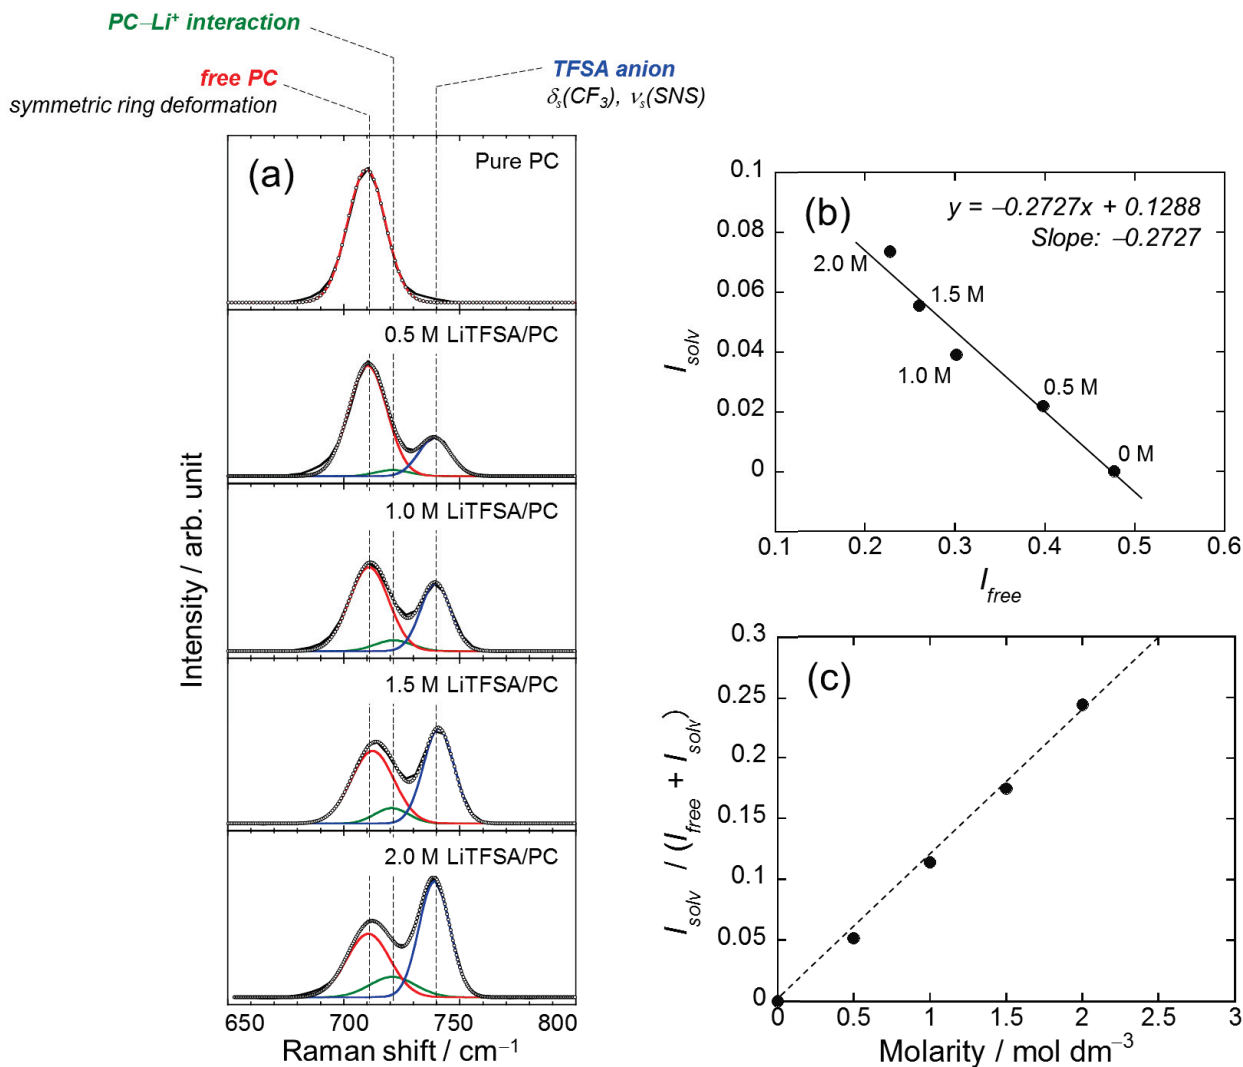 PC–Li⁺ interaction
free PC
symmetric ring deformation
TFSA anion
δs(CF3), νs(SNS)
(a)
Pure PC
0.5 M LiTFSA/PC
1.0 M LiTFSA/PC
1.5 M LiTFSA/PC
2.0 M LiTFSA/PC
Intensity / arb. unit
650 700 750 800
Raman shift / cm⁻¹
(b)
y = –0.2727x + 0.1288
Slope: –0.2727
2.0 M
1.5 M
1.0 M
0.5 M
0 M
0.1
0.08
0.06
0.04
0.02
0
Isolv
0.1 0.2 0.3 0.4 0.5 0.6
Ifree
(c)
0.3
0.25
0.2
0.15
0.1
0.05
0
Isolv / (Ifree + Isolv)
0 0.5 1 1.5 2 2.5 3
Molarity / mol dm⁻³